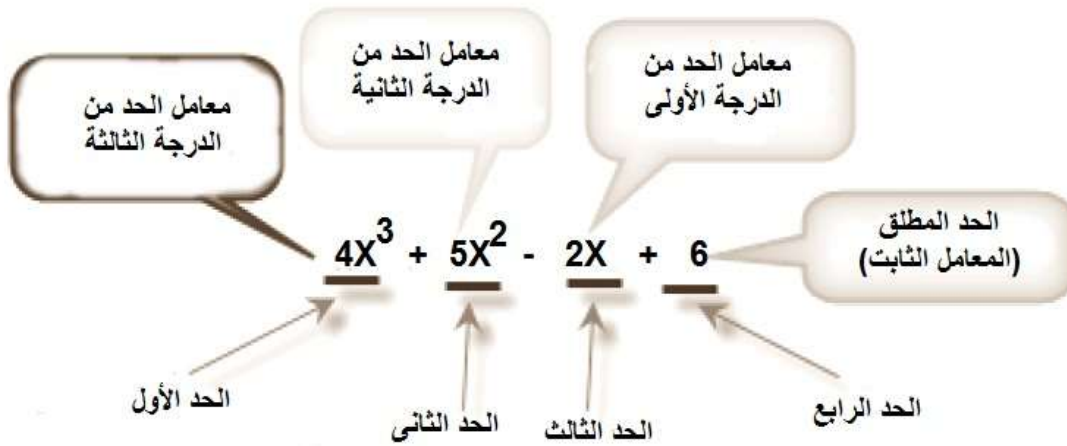 معامل الحد من
الدرجة الثالثة
معامل الحد من
الدرجة الثانية
معامل الحد من
الدرجة الأولى
الحد المطلق
(المعامل الثابت)
4X³ + 5X² - 2X + 6
الحد الأول
الحد الثانى
الحد الثالث
الحد الرابع